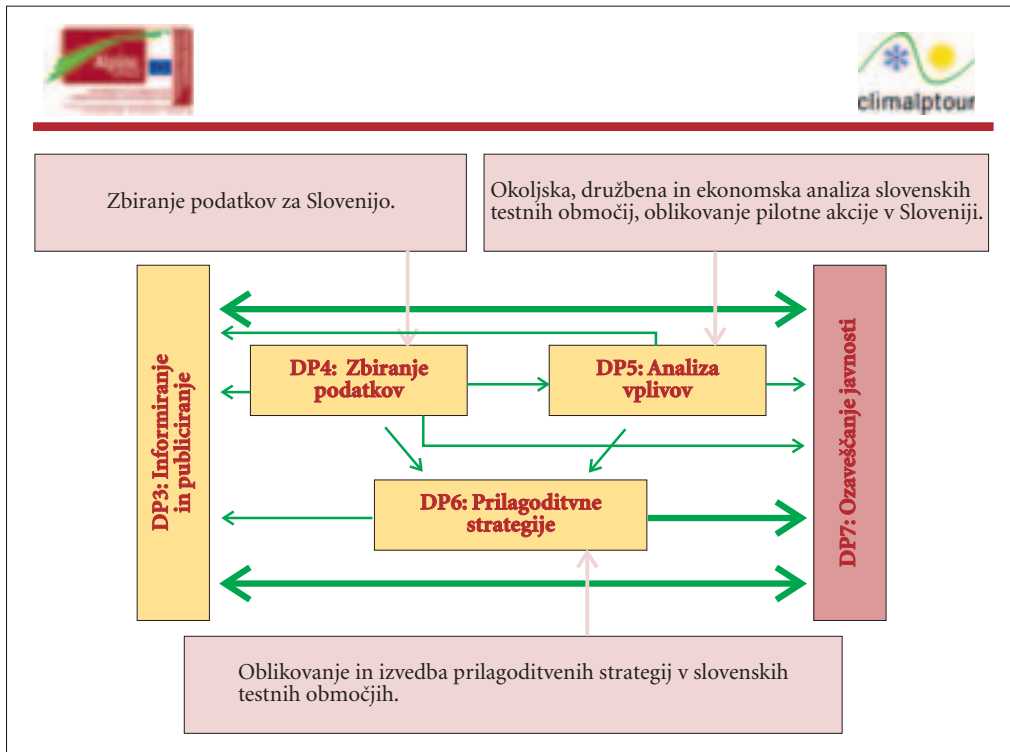 Alpine
climalptour
Zbiranje podatkov za Slovenijo.
Okoljska, družbena in ekonomska analiza slovenskih
testnih območij, oblikovanje pilotne akcije v Sloveniji.
DP3: Informiranje
in publiciranje
DP4: Zbiranje
podatkov
DP5: Analiza
vplivov
DP6: Prilagoditvne
strategije
DP7: Ozaveščanje javnosti
Oblikovanje in izvedba prilagoditvenih strategij v slovenskih
testnih območjih.